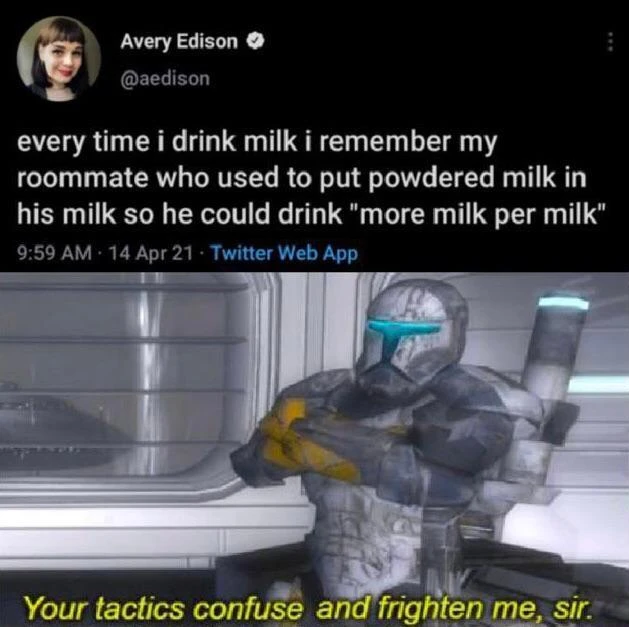 Avery Edison
@aedison
every time i drink milk i remember my
roommate who used to put powdered milk in
his milk so he could drink "more milk per milk"
9:59 AM · 14 Apr 21 · Twitter Web App
Your tactics confuse and frighten me, sir.